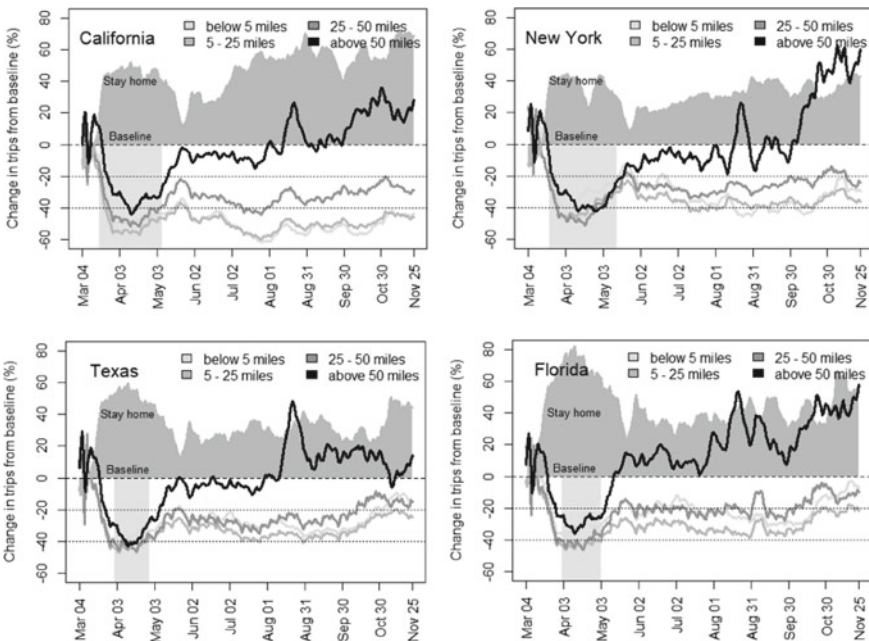 California
below 5 miles
5 - 25 miles
25 - 50 miles
above 50 miles
Stay home
Baseline
Change in trips from baseline (%)
80
60
40
20
0
-20
-40
-60
Mar 04
Apr 03
May 03
Jun 02
Jul 02
Aug 01
Aug 31
Sep 30
Oct 30
Nov 25
New York
below 5 miles
5 - 25 miles
25 - 50 miles
above 50 miles
Stay home
Baseline
Change in trips from baseline (%)
80
60
40
20
0
-20
-40
-60
Mar 04
Apr 03
May 03
Jun 02
Jul 02
Aug 01
Aug 31
Sep 30
Oct 30
Nov 25
Texas
below 5 miles
5 - 25 miles
25 - 50 miles
above 50 miles
Stay home
Baseline
Change in trips from baseline (%)
80
60
40
20
0
-20
-40
-60
Mar 04
Apr 03
May 03
Jun 02
Jul 02
Aug 01
Aug 31
Sep 30
Oct 30
Nov 25
Florida
below 5 miles
5 - 25 miles
25 - 50 miles
above 50 miles
Stay home
Baseline
Change in trips from baseline (%)
80
60
40
20
0
-20
-40
-60
Mar 04
Apr 03
May 03
Jun 02
Jul 02
Aug 01
Aug 31
Sep 30
Oct 30
Nov 25